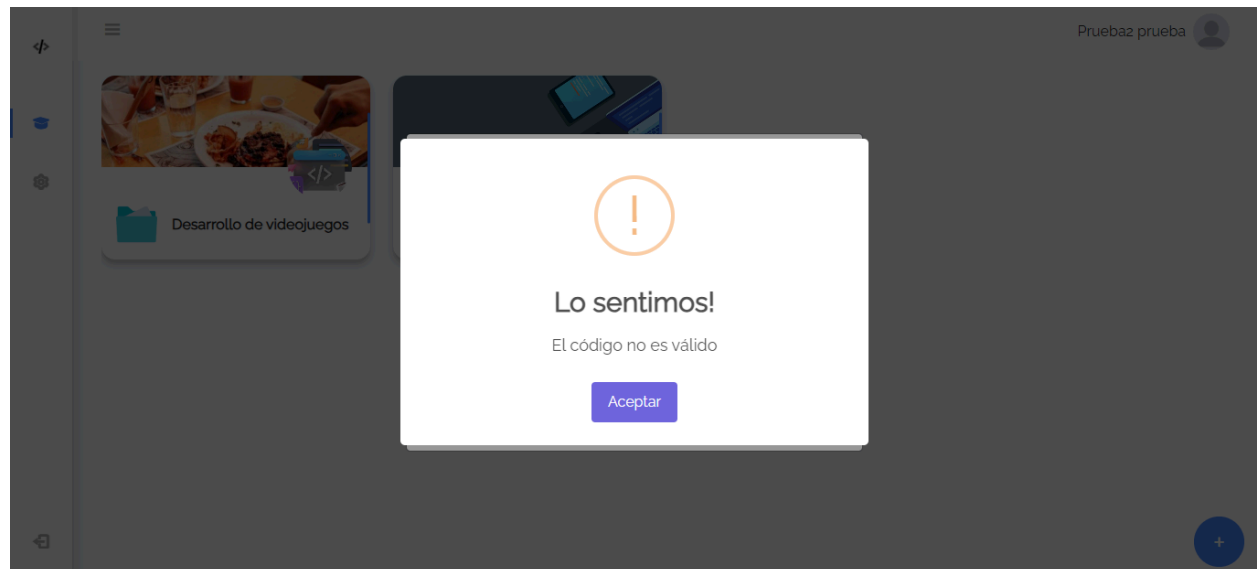 Prueba2 prueba
Desarrollo de videojuegos
Lo sentimos!
El código no es válido
Aceptar